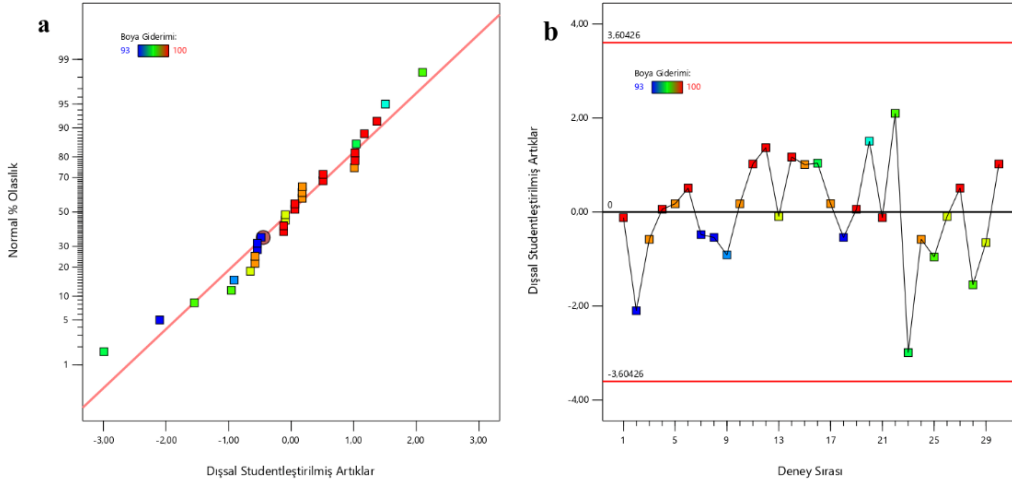 a
Boya Giderimi:
93 100
Normal % Olasılık
99
95
90
80
70
50
30
20
10
5
1
-3.00 -2.00 -1.00 0.00 1.00 2.00 3.00
Dışsal Studentleştirilmiş Artıklar
b
Boya Giderimi:
93 100
Dışsal Studentleştirilmiş Artıklar
4,00
3,60426
2,00
0
0,00
-2,00
-3,60426
-4,00
1 5 9 13 17 21 25 29
Deney Sırası